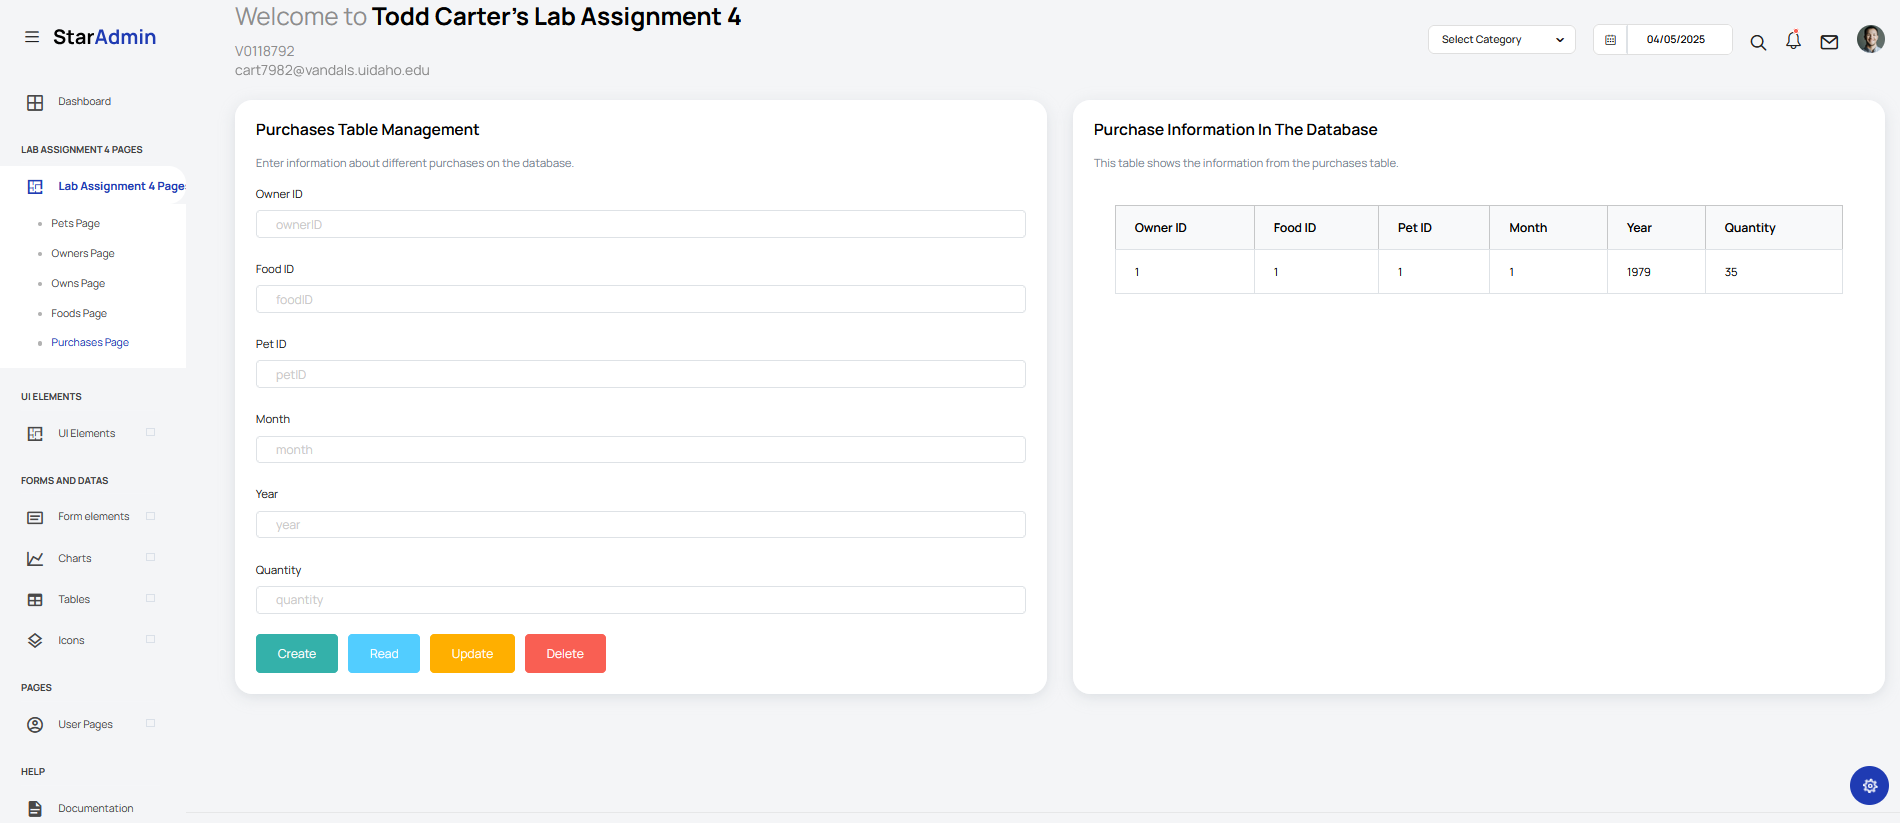 StarAdmin
Welcome to Todd Carter's Lab Assignment 4
V0118792
cart7982@vandals.uidaho.edu
Select Category
04/05/2025
Dashboard
LAB ASSIGNMENT 4 PAGES
Lab Assignment 4 Pages
Pets Page
Owners Page
Owns Page
Foods Page
Purchases Page
UI ELEMENTS
UI Elements
FORMS AND DATAS
Form elements
Charts
Tables
Icons
PAGES
User Pages
HELP
Documentation
Purchases Table Management
Enter information about different purchases on the database.
Owner ID
ownerID
Food ID
foodID
Pet ID
petID
Month
month
Year
year
Quantity
quantity
Create Read Update Delete
Purchase Information In The Database
This table shows the information from the purchases table.
Owner ID Food ID Pet ID Month Year Quantity
1 1 1 1 1979 35